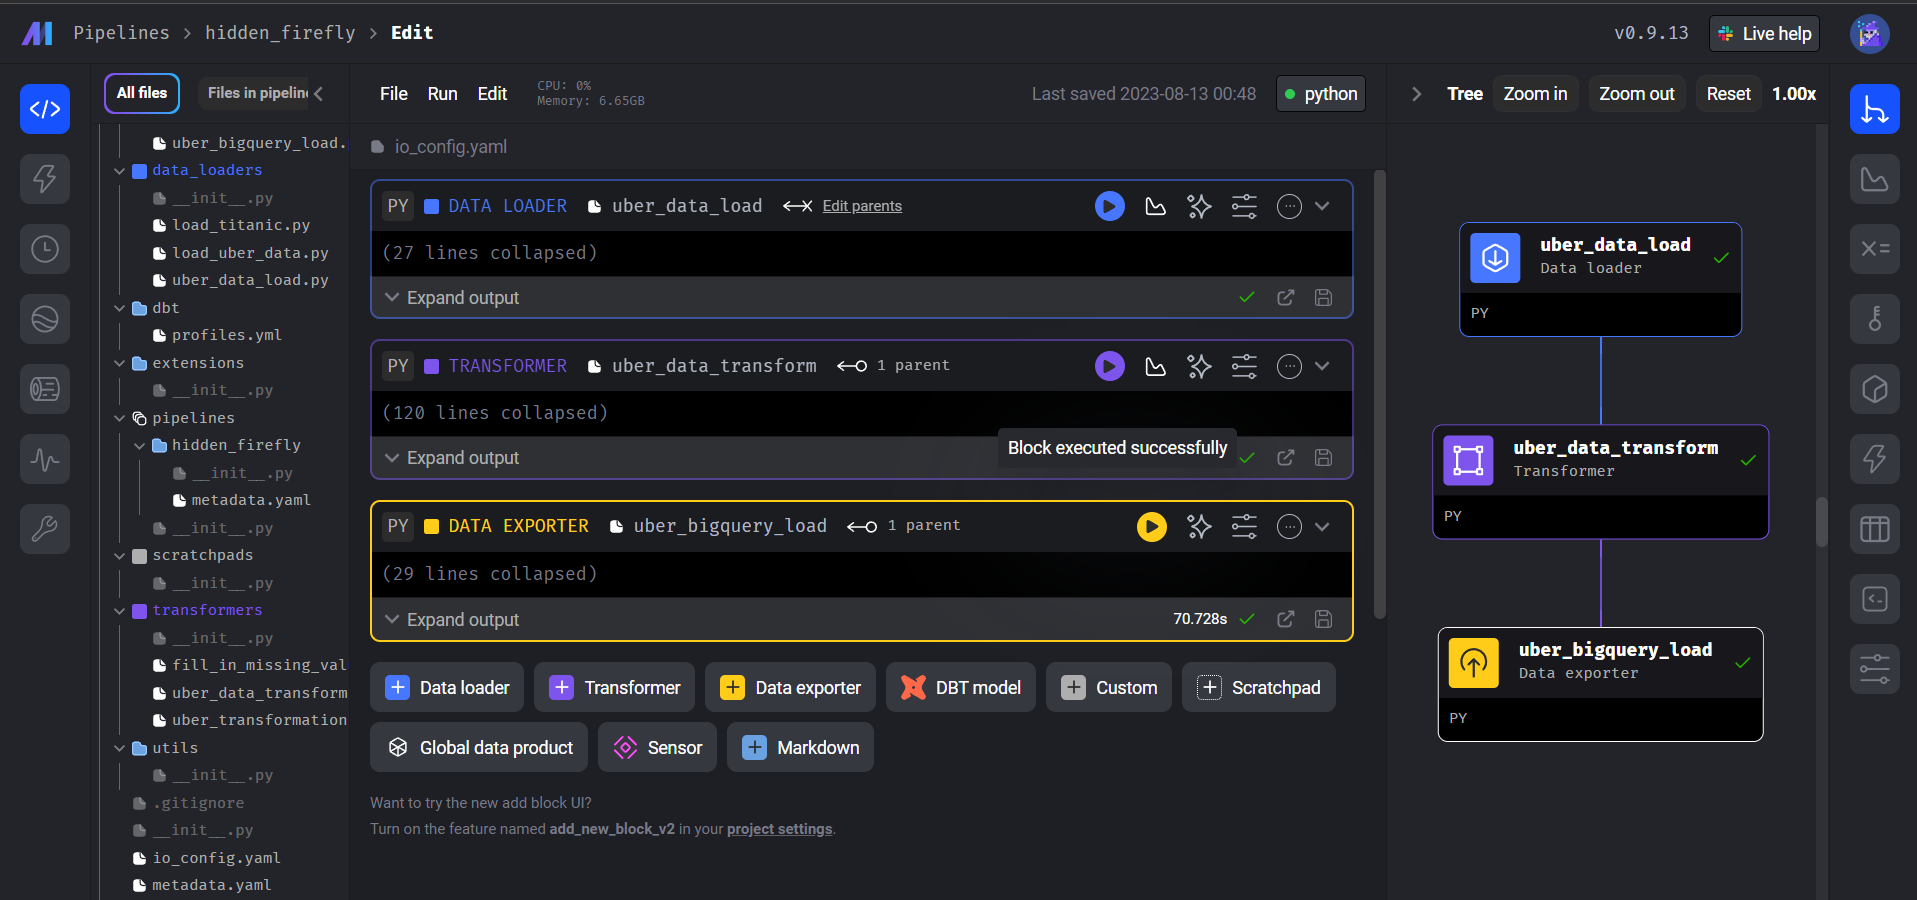 Pipelines > hidden_firefly > Edit
v0.9.13
Live help
All files
Files in pipelin
File Run Edit
CPU: 0%
Memory: 6.65GB
Last saved 2023-08-13 00:48
python
Tree
Zoom in
Zoom out
Reset
1.00x
uber_bigquery_load.
data_loaders
__init__.py
load_titanic.py
load_uber_data.py
uber_data_load.py
dbt
profiles.yml
extensions
__init__.py
pipelines
hidden_firefly
__init__.py
metadata.yaml
__init__.py
scratchpads
__init__.py
transformers
__init__.py
fill_in_missing_val
uber_data_transform
uber_transformation
utils
__init__.py
.gitignore
__init__.py
io_config.yaml
metadata.yaml
io_config.yaml
PY DATA LOADER uber_data_load Edit parents
(27 lines collapsed)
Expand output
PY TRANSFORMER uber_data_transform 1 parent
(120 lines collapsed)
Block executed successfully
Expand output
PY DATA EXPORTER uber_bigquery_load 1 parent
(29 lines collapsed)
Expand output
70.728s
Data loader
Transformer
Data exporter
DBT model
Custom
Scratchpad
Global data product
Sensor
Markdown
Want to try the new add block UI?
Turn on the feature named add_new_block_v2 in your project settings.
uber_data_load
Data loader
PY
uber_data_transform
Transformer
PY
uber_bigquery_load
Data exporter
PY